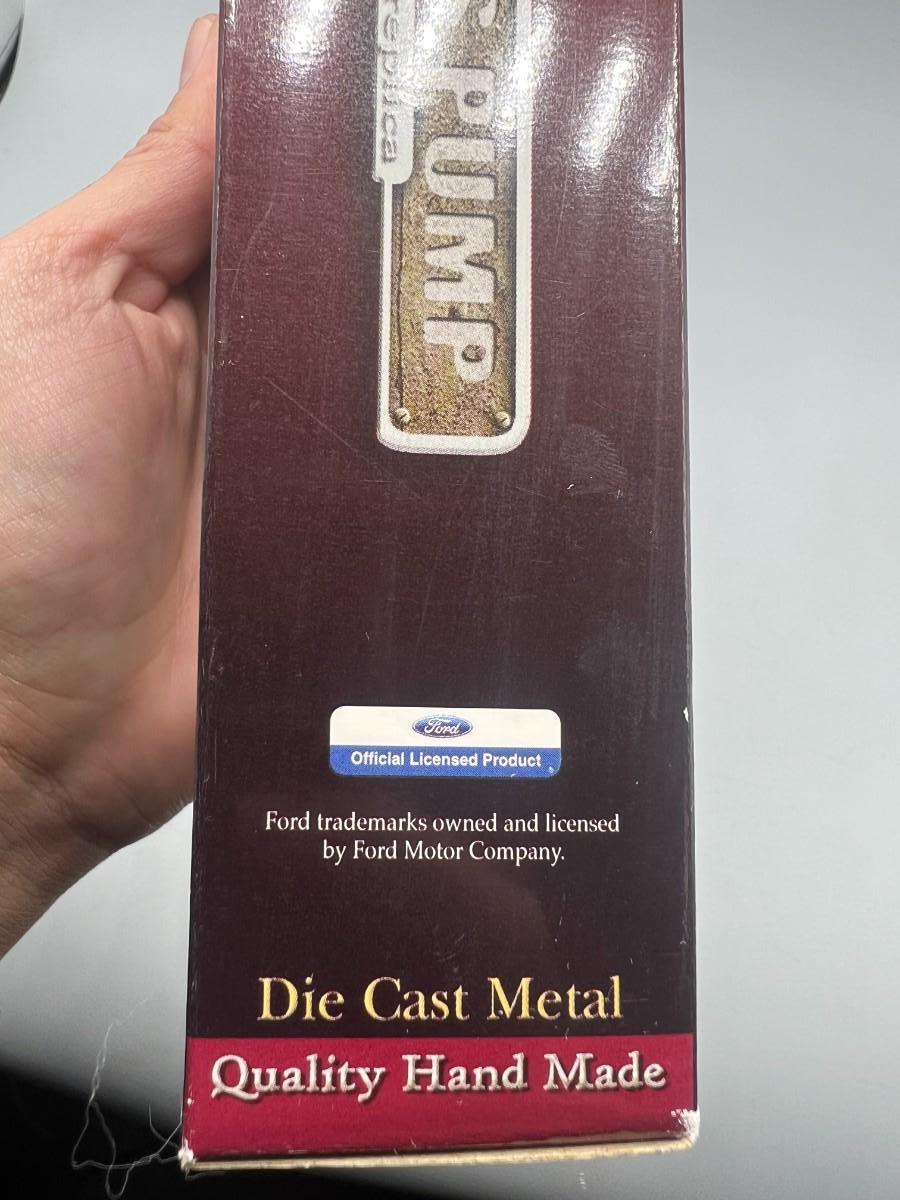 replica
PUMP
Ford
Official Licensed Product
Ford trademarks owned and licensed
by Ford Motor Company.
Die Cast Metal
Quality Hand Made